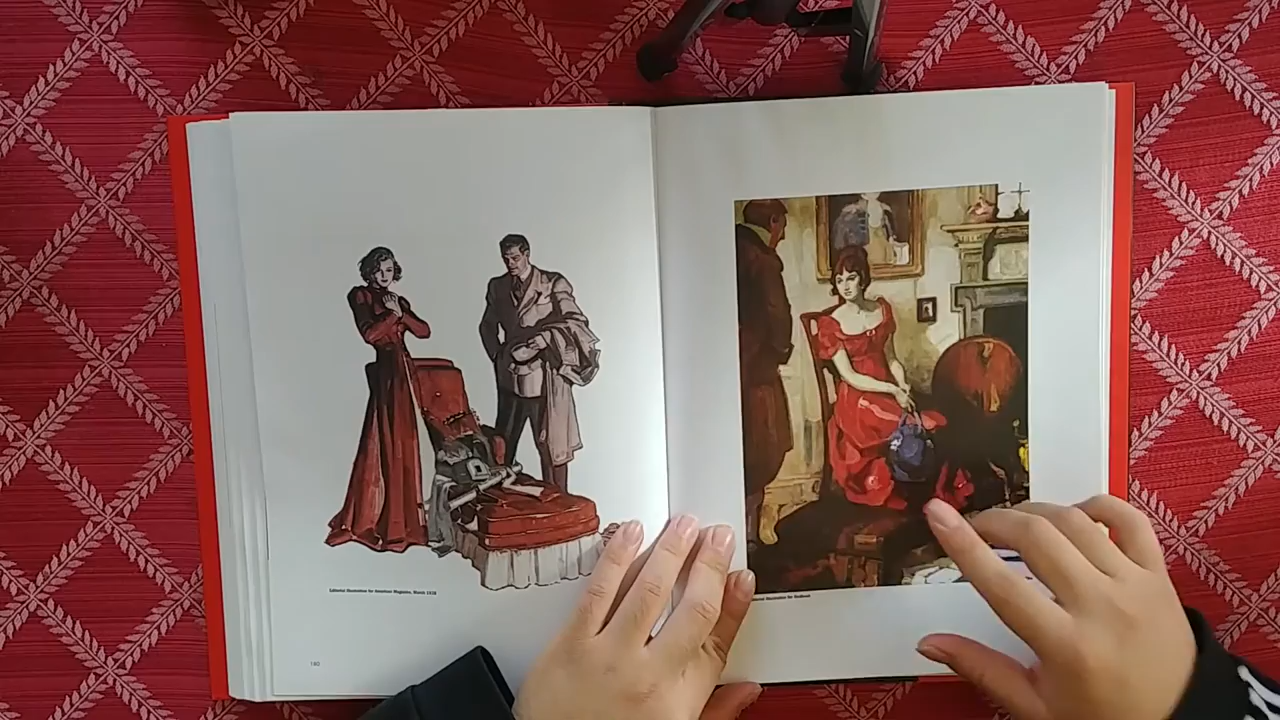 Editorial illustration for American Magazine, March 1938
180
Editorial illustration for Redbook